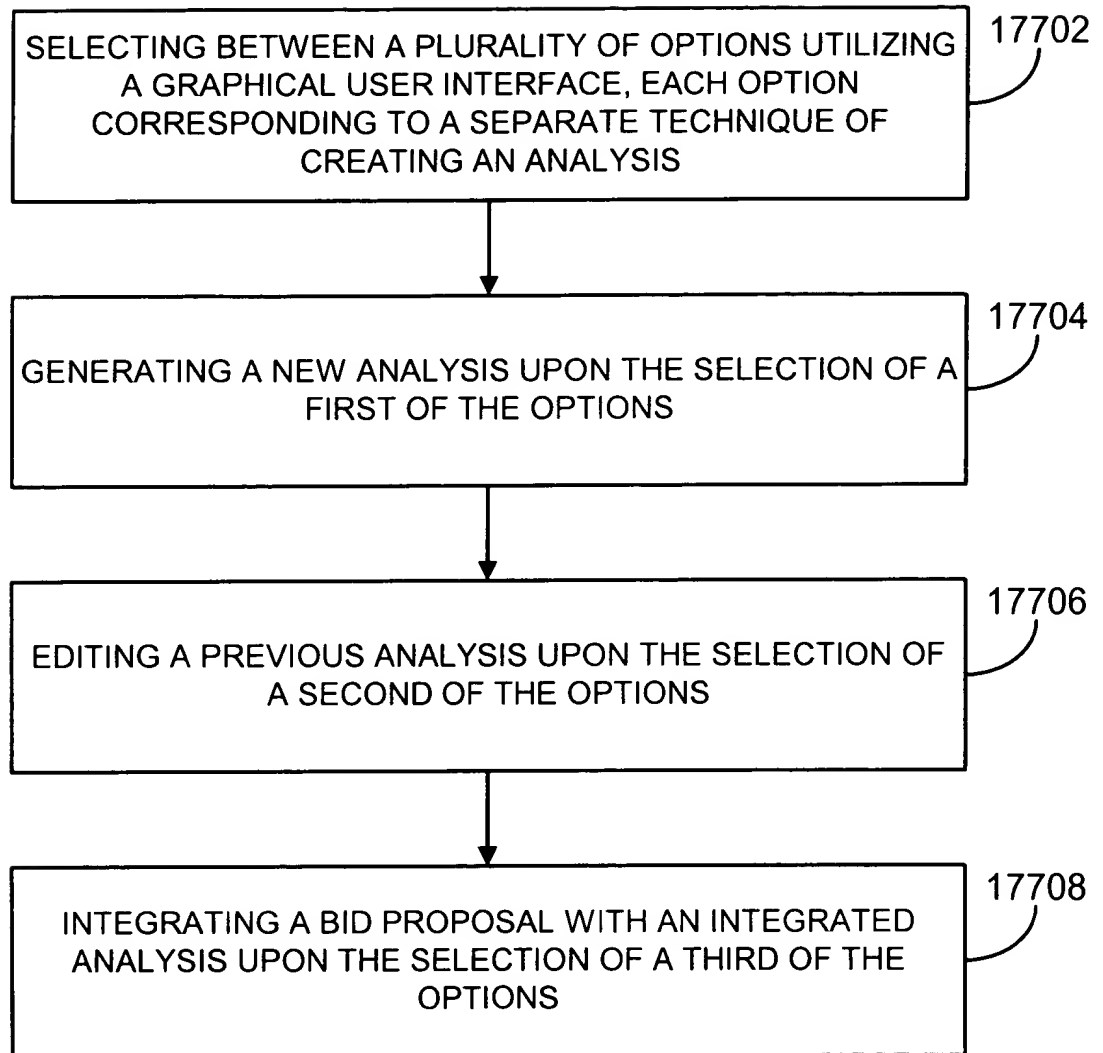 SELECTING BETWEEN A PLURALITY OF OPTIONS UTILIZING
A GRAPHICAL USER INTERFACE, EACH OPTION
CORRESPONDING TO A SEPARATE TECHNIQUE OF
CREATING AN ANALYSIS
17702
GENERATING A NEW ANALYSIS UPON THE SELECTION OF A
FIRST OF THE OPTIONS
17704
EDITING A PREVIOUS ANALYSIS UPON THE SELECTION OF
A SECOND OF THE OPTIONS
17706
INTEGRATING A BID PROPOSAL WITH AN INTEGRATED
ANALYSIS UPON THE SELECTION OF A THIRD OF THE
OPTIONS
17708